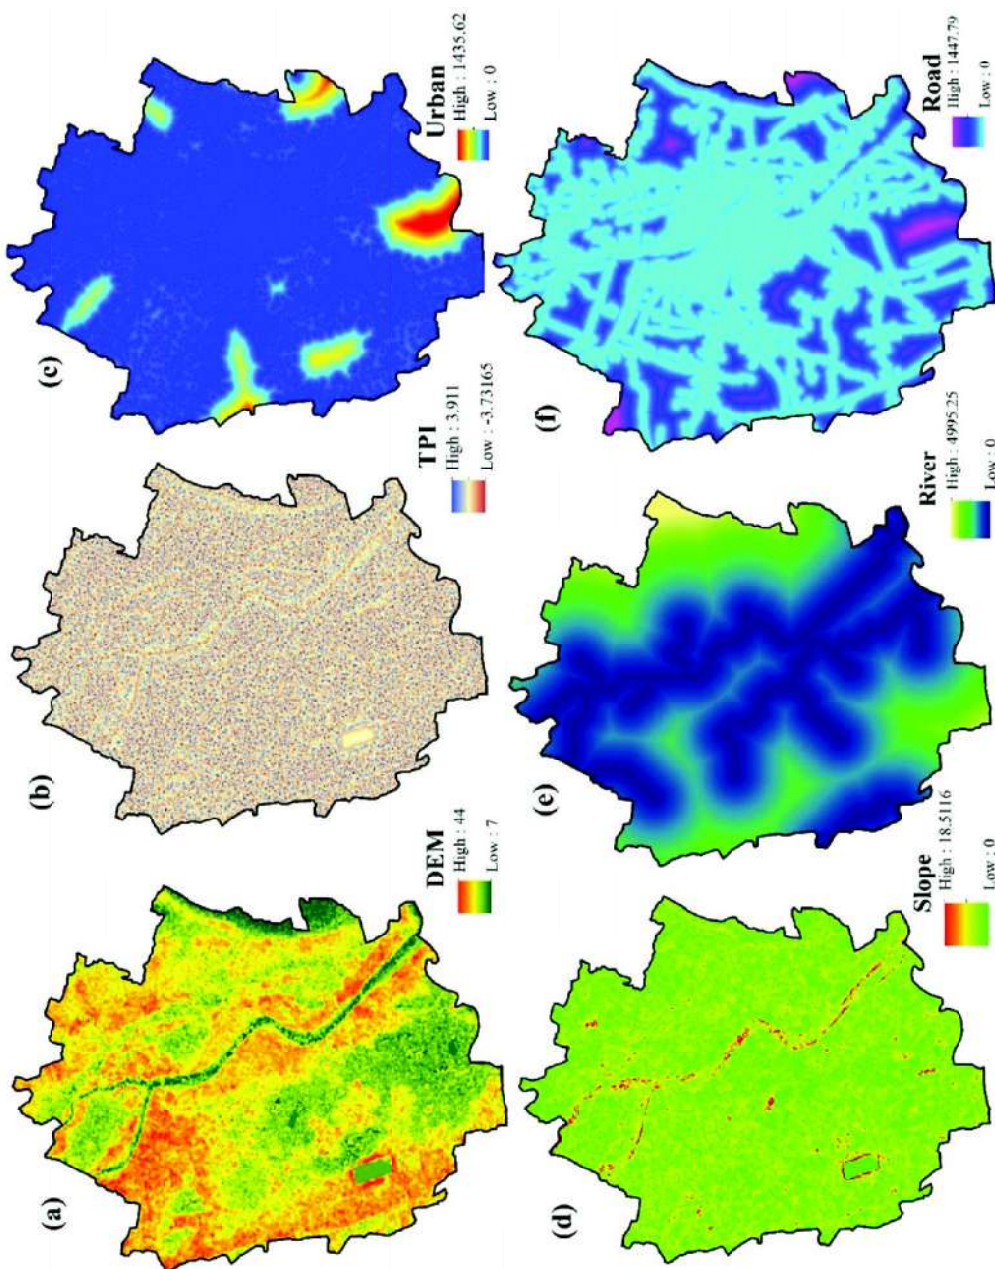 (a)
DEM
High : 44
Low : 7
(b)
TPI
High : 3.911
Low : -3.73165
(c)
Urban
High : 1435.62
Low : 0
(d)
Slope
High : 18.5116
Low : 0
(e)
River
High : 4995.25
Low : 0
(f)
Road
High : 1447.79
Low : 0